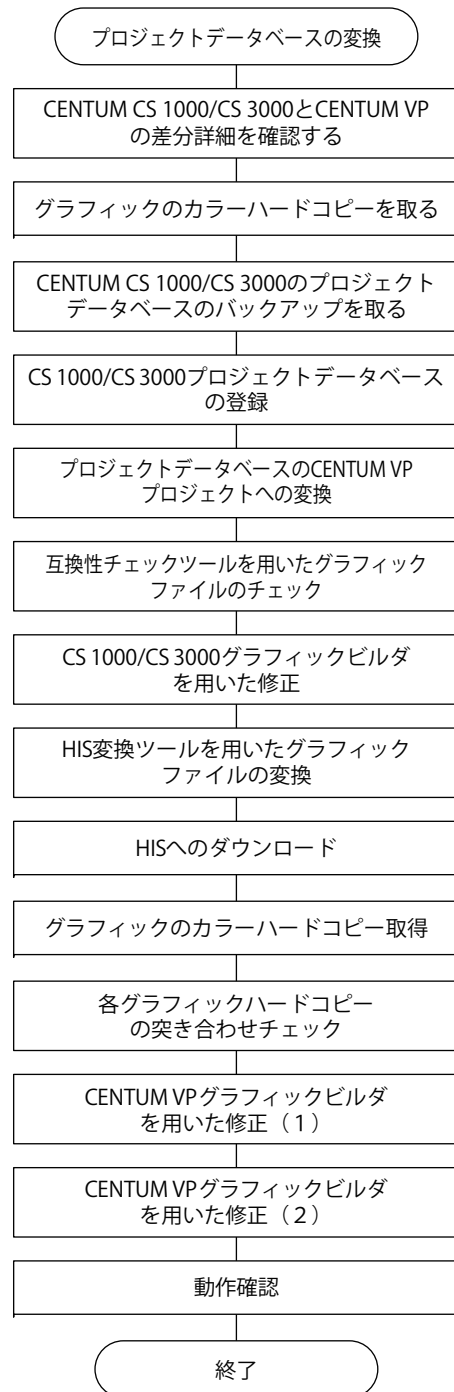 プロジェクトデータベースの変換
CENTUM CS 1000/CS 3000とCENTUM VP
の差分詳細を確認する
グラフィックのカラーハードコピーを取る
CENTUM CS 1000/CS 3000のプロジェクト
データベースのバックアップを取る
CS 1000/CS 3000プロジェクトデータベース
の登録
プロジェクトデータベースのCENTUM VP
プロジェクトへの変換
互換性チェックツールを用いたグラフィック
ファイルのチェック
CS 1000/CS 3000グラフィックビルダ
を用いた修正
HIS変換ツールを用いたグラフィック
ファイルの変換
HISへのダウンロード
グラフィックのカラーハードコピー取得
各グラフィックハードコピー
の突き合わせチェック
CENTUM VPグラフィックビルダ
を用いた修正（1）
CENTUM VPグラフィックビルダ
を用いた修正（2）
動作確認
終了